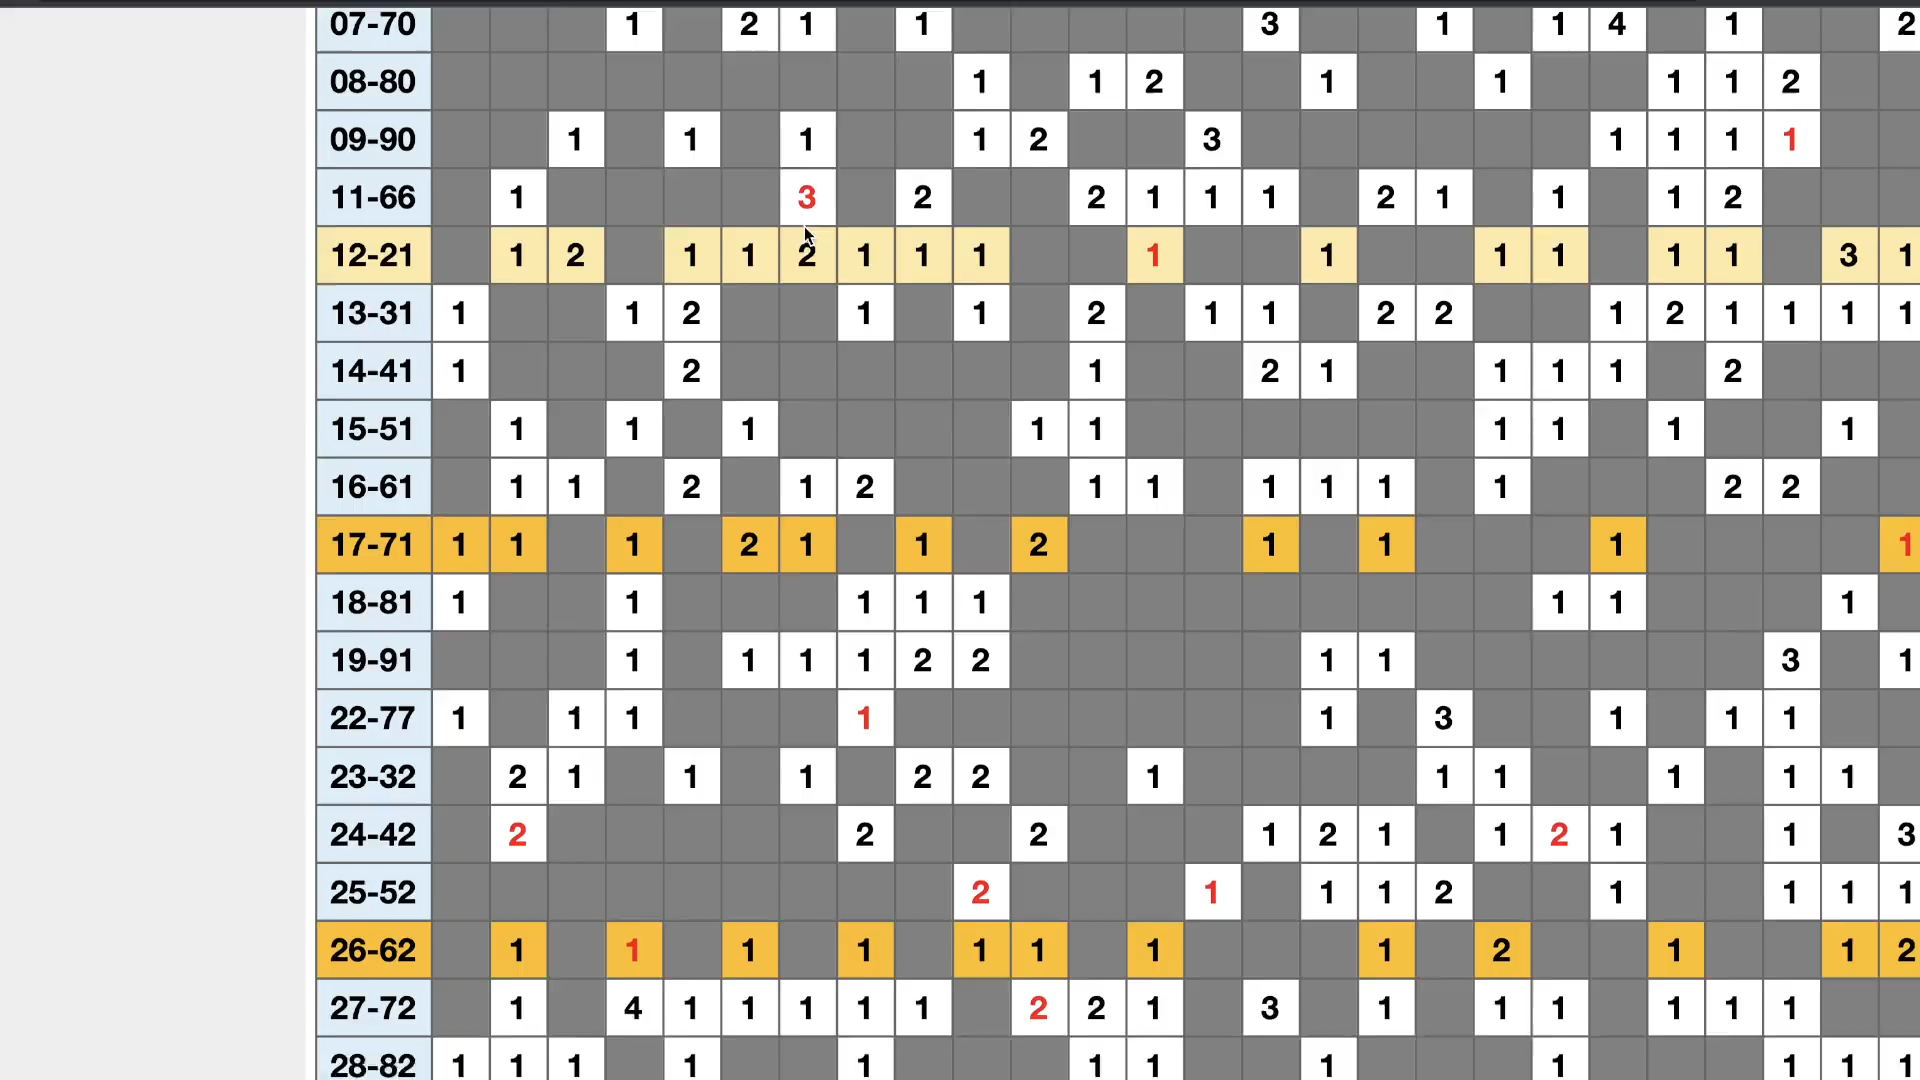 07-70 1 2 1 1 3 1 1 4 1 2
08-80 1 1 2 1 1 1 1 2
09-90 1 1 1 1 2 3 1 1 1 1
11-66 1 3 2 2 1 1 1 2 1 1 1 2
12-21 1 2 1 1 2 1 1 1 1 1 1 1 1 1 3 1
13-31 1 1 2 1 1 2 1 1 2 2 1 2 1 1 1 1
14-41 1 2 1 2 1 1 1 1 2
15-51 1 1 1 1 1 1 1 1 1
16-61 1 1 2 1 2 1 1 1 1 1 1 2 2
17-71 1 1 1 2 1 1 2 1 1 1 1
18-81 1 1 1 1 1 1 1 1
19-91 1 1 1 1 2 2 1 1 3 1
22-77 1 1 1 1 1 3 1 1 1
23-32 2 1 1 1 2 2 1 1 1 1 1 1
24-42 2 2 2 1 2 1 1 2 1 1 3
25-52 2 1 1 1 2 1 1 1 1
26-62 1 1 1 1 1 1 1 1 2 1 1 2
27-72 1 4 1 1 1 1 1 2 2 1 3 1 1 1 1 1 1
28-82 1 1 1 1 1 1 1 1 1 1 1 1